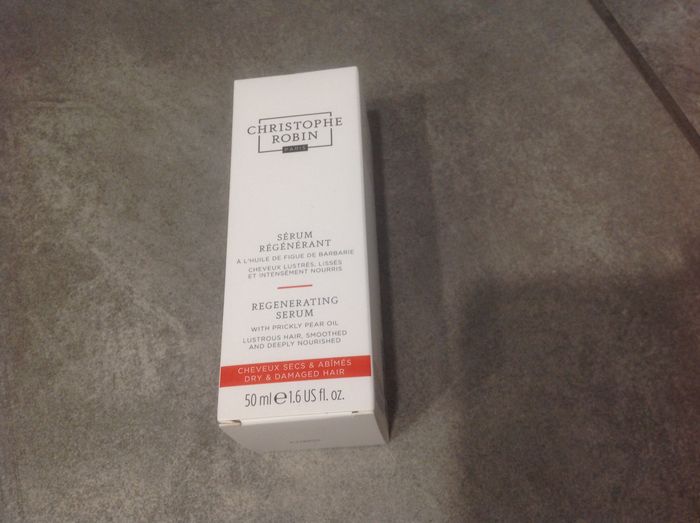 CHRISTOPHE
ROBIN
PARIS
SÉRUM
RÉGÉNÉRANT
À L'HUILE DE FIGUE DE BARBARIE
CHEVEUX LUSTRÉS, LISSÉS
ET INTENSÉMENT NOURRIS
REGENERATING
SERUM
WITH PRICKLY PEAR OIL
LUSTROUS HAIR, SMOOTHED
AND DEEPLY NOURISHED
CHEVEUX SECS & ABÎMÉS
DRY & DAMAGED HAIR
50 ml e 1.6 US fl. oz.